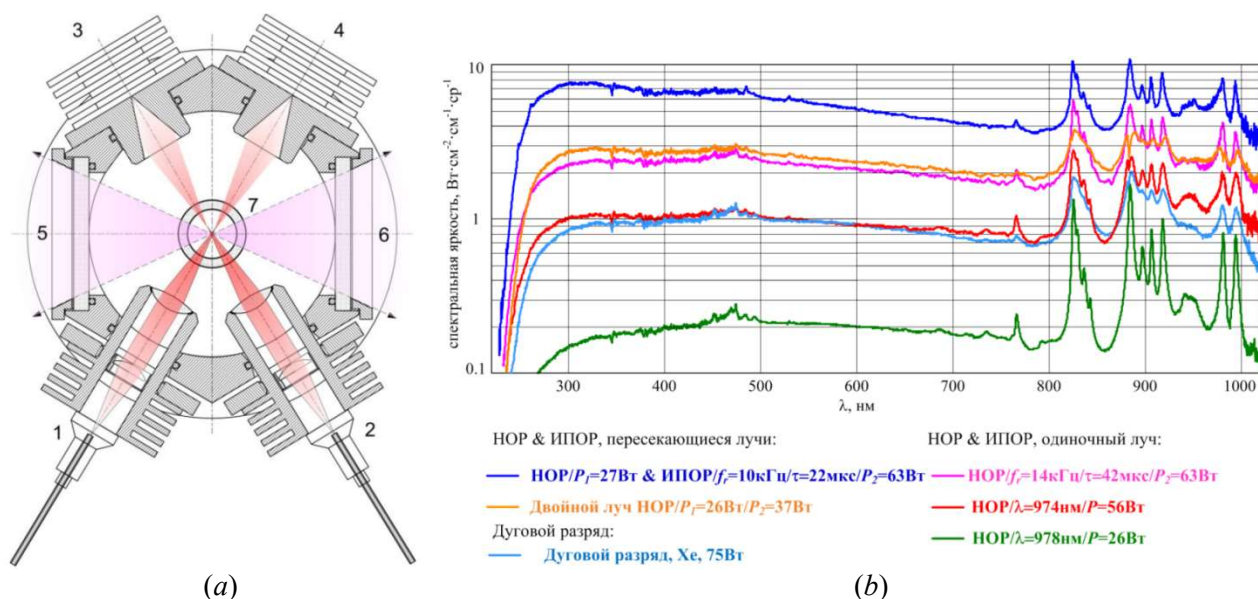 3
4
5
6
7
1
2
(a)
спектральная яркость, Вт·см⁻²·см⁻¹·ср⁻¹
10
1
0.1
300 400 500 600 700 800 900 1000
λ, нм
НОР & ИПОР, пересекающиеся лучи:
НОР/P₁=27Вт & ИПОР/fᵣ=10кГц/τ=22мкс/P₂=63Вт
Двойной луч НОР/P₁=26Вт/P₂=37Вт
Дуговой разряд:
Дуговой разряд, Xe, 75Вт
НОР & ИПОР, одиночный луч:
НОР/fᵣ=14кГц/τ=42мкс/P₂=63Вт
НОР/λ=974нм/P=56Вт
НОР/λ=978нм/P=26Вт
(b)